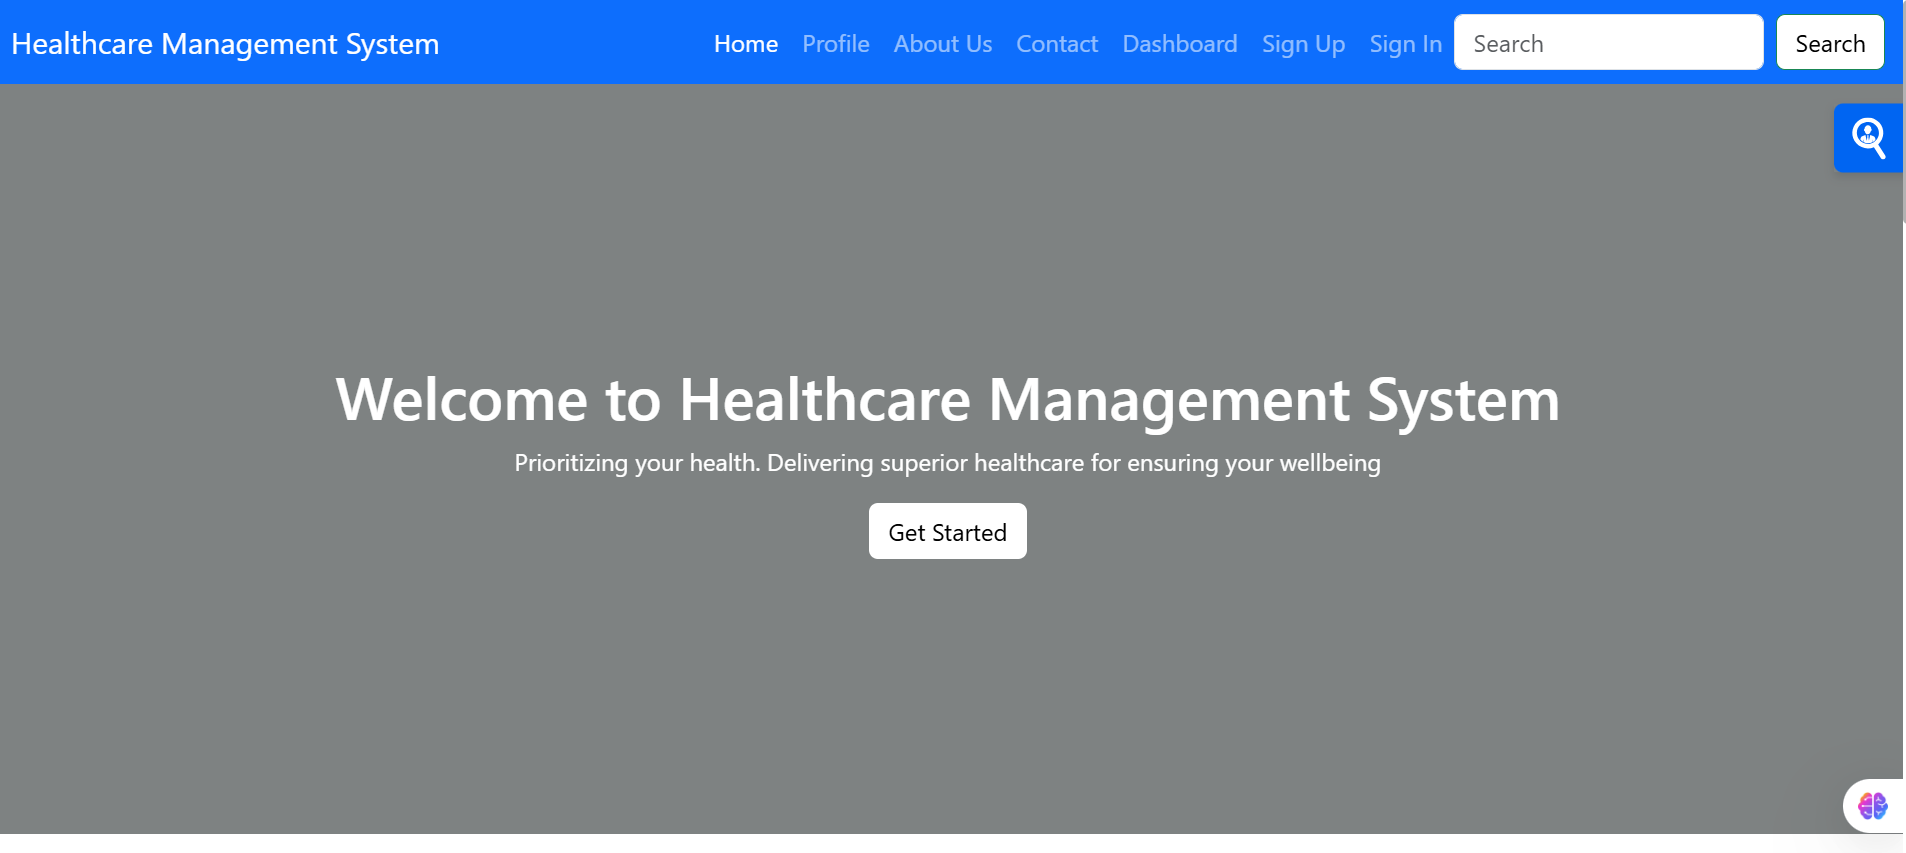 Healthcare Management System Home Profile About Us Contact Dashboard Sign Up Sign In Search Search
Welcome to Healthcare Management System
Prioritizing your health. Delivering superior healthcare for ensuring your wellbeing
Get Started